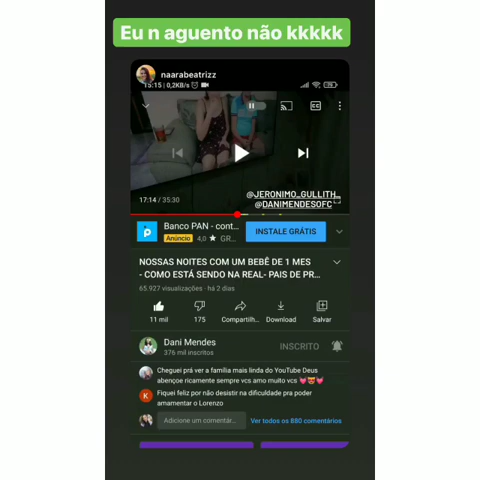 Eu n aguento não kkkkk
naarabeatrizz
15:15 | 0,2KB/s
CC
17:14 / 35:30
@JERONIMO_GULLITH_
@DANIMENDESOFC
Banco PAN - cont...
Anúncio 4,0 ★ GR...
INSTALE GRÁTIS
NOSSAS NOITES COM UM BEBÊ DE 1 MES
- COMO ESTÁ SENDO NA REAL- PAIS DE PR...
65.927 visualizações · há 2 dias
11 mil 175 Compartilh... Download Salvar
Dani Mendes
376 mil inscritos
INSCRITO
Cheguei prá ver a família mais linda do YouTube Deus
abençoe ricamente sempre vcs amo muito vcs 💓😻💓
K Fiquei feliz por não desistir na dificuldade pra poder
amamentar o Lorenzo
Adicione um comentár...
Ver todos os 880 comentários